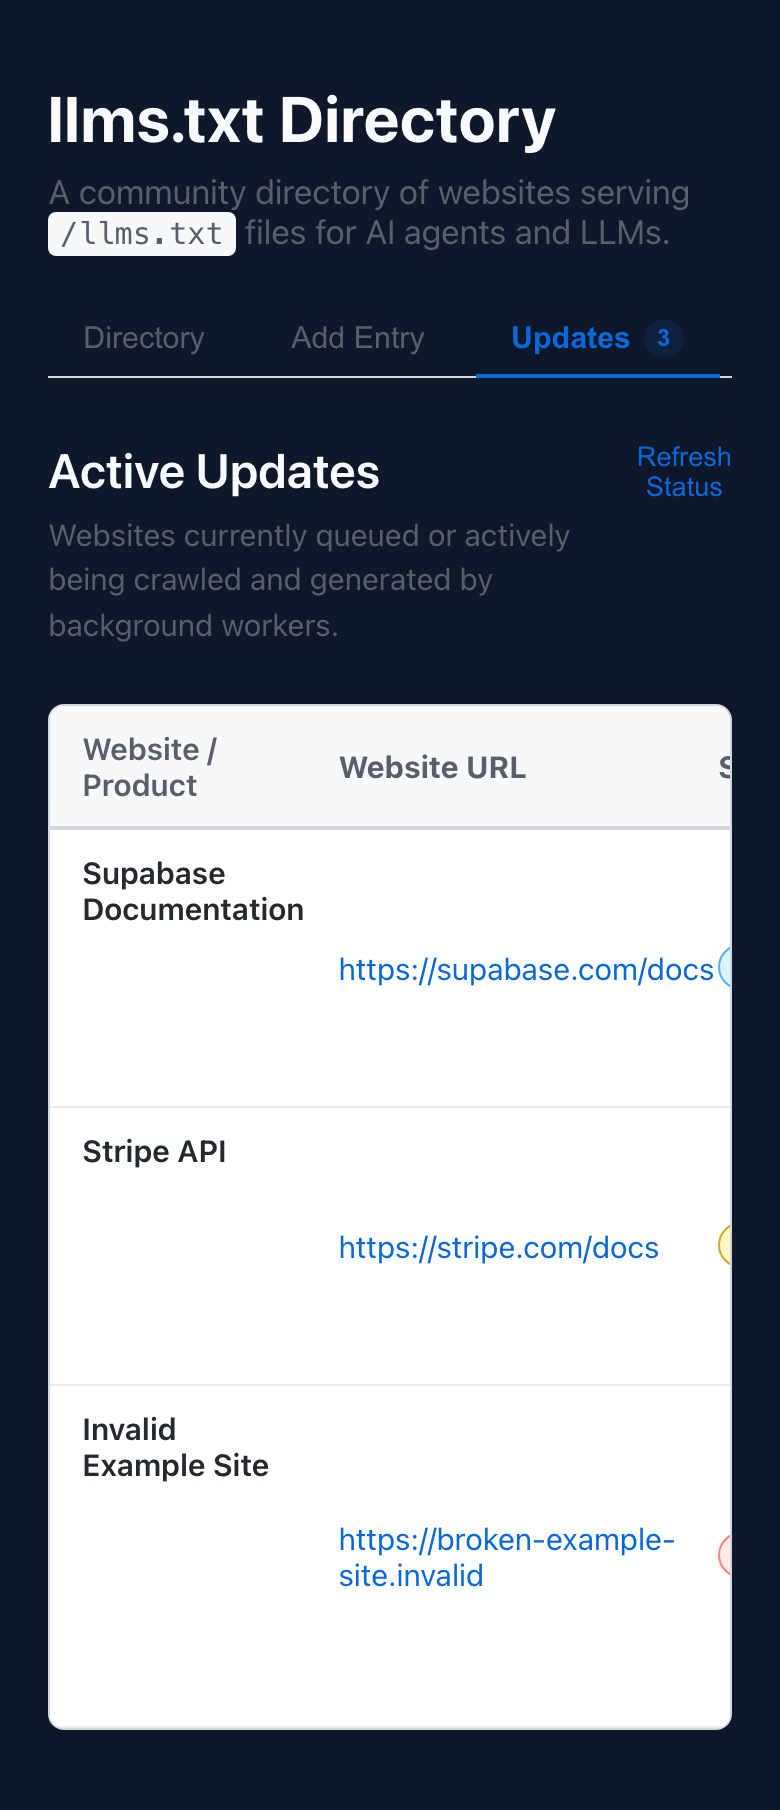 llms.txt Directory
A community directory of websites serving
/llms.txt files for AI agents and LLMs.
Directory
Add Entry
Updates 3
Active Updates
Refresh
Status
Websites currently queued or actively
being crawled and generated by
background workers.
Website /
Product
Website URL
Supabase
Documentation
https://supabase.com/docs
Stripe API
https://stripe.com/docs
Invalid
Example Site
https://broken-example-
site.invalid